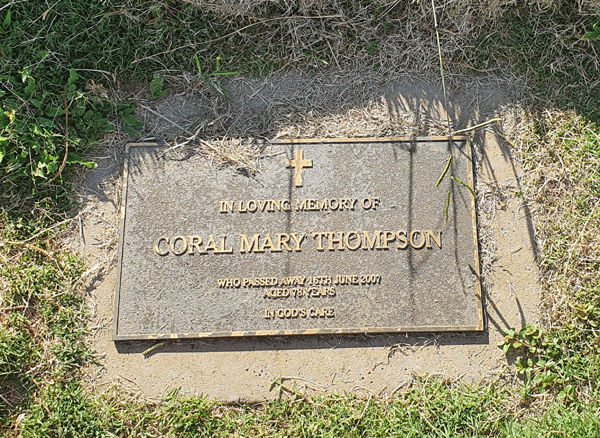 IN LOVING MEMORY OF
CORAL MARY THOMPSON
WHO PASSED AWAY 16TH JUNE 2007
AGED 78 YEARS
IN GOD'S CARE